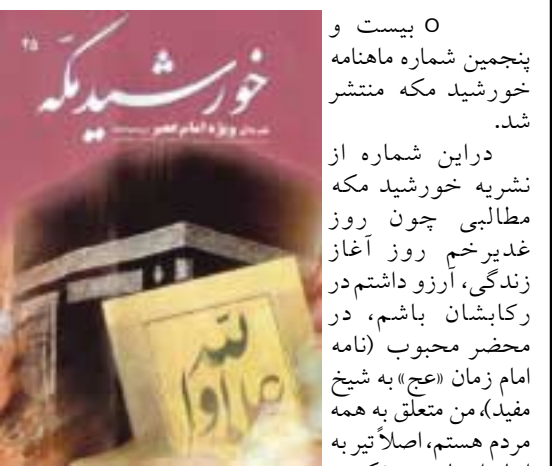 o بیست و
پنجمین شماره ماهنامه
خورشید مکه منتشر
شد.
دراین شماره از
نشریه خورشید مکه
مطالبی چون روز
غدیرخم روز آغاز
زندگی، آرزو داشتم در
رکابشان باشم، در
محضر محبوب (نامه
امام زمان «عج» به شیخ
مفید)، من متعلق به همه
مردم هستم، اصلاً تیر به
۲۵
خورشید مکه
ویژه امام عصر